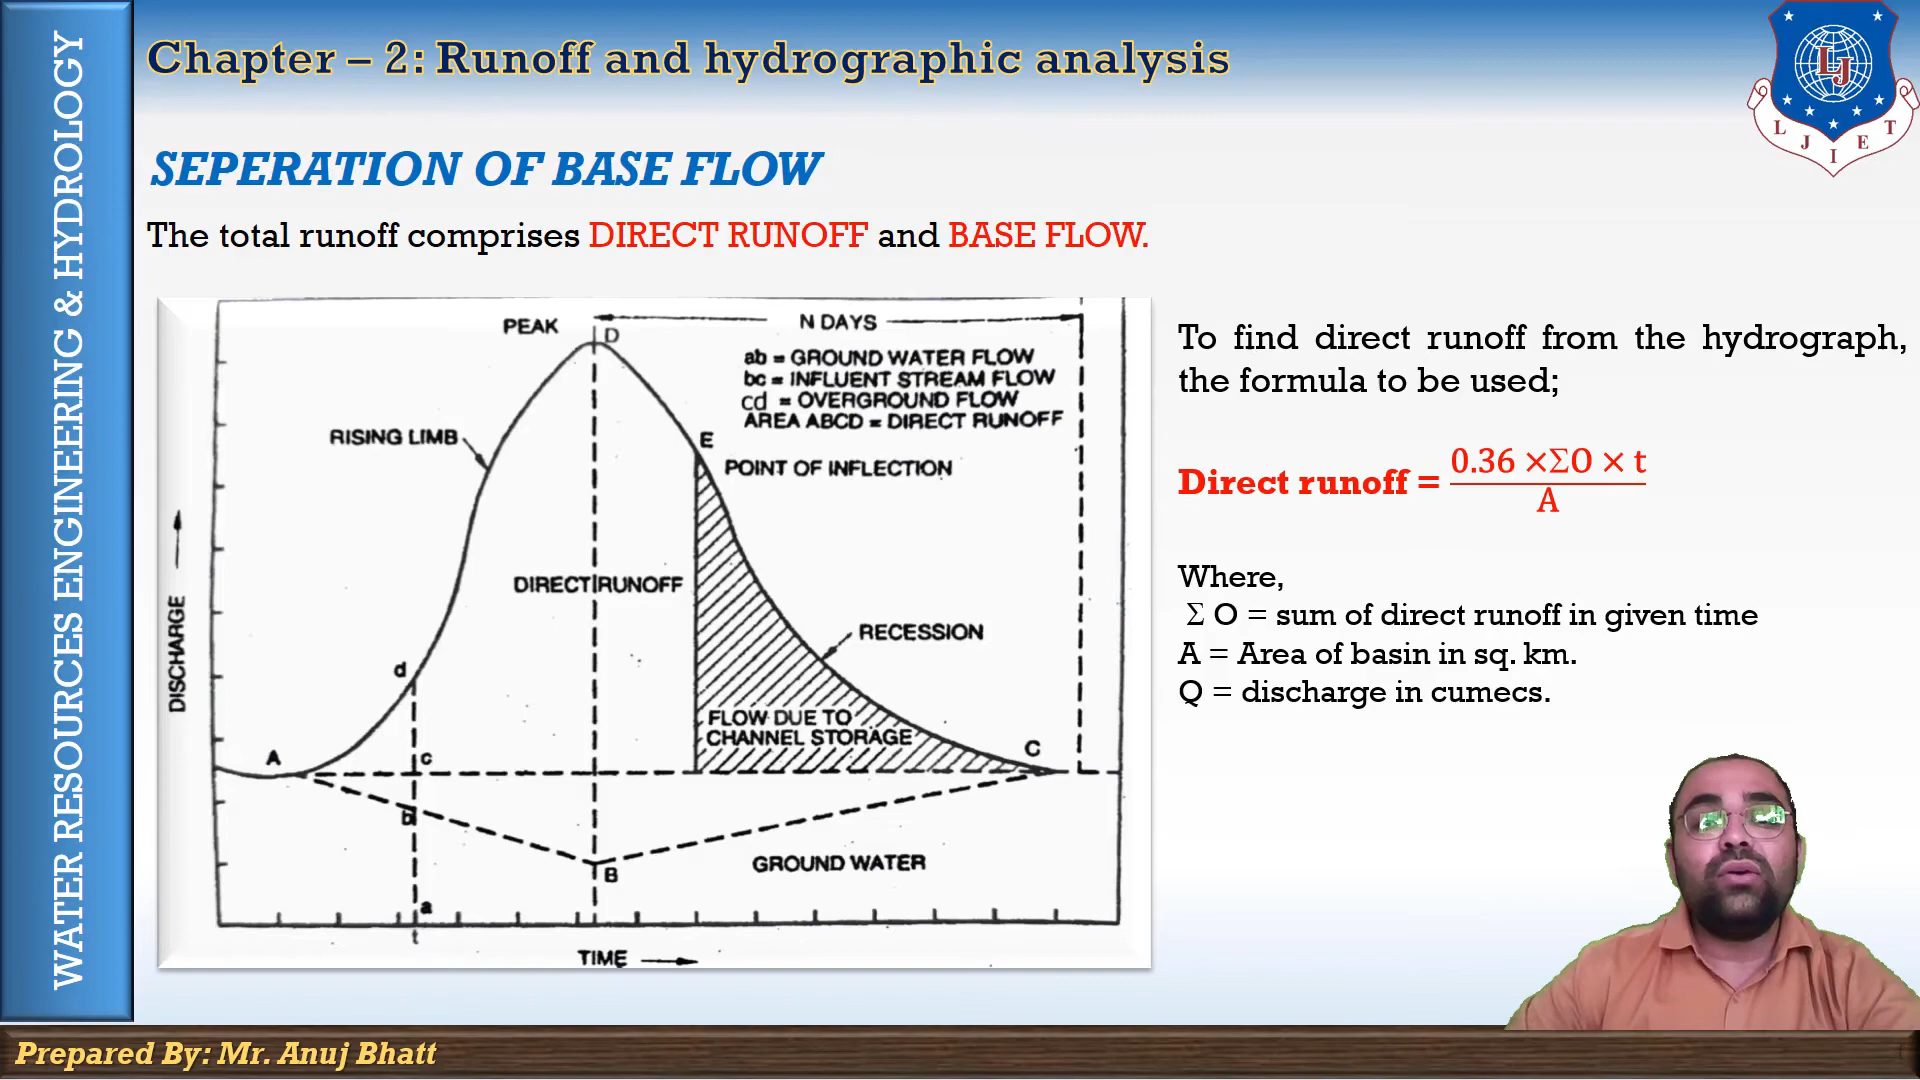 WATER RESOURCES ENGINEERING & HYDROLOGY
Chapter – 2: Runoff and hydrographic analysis
LJ
L J I E T
SEPERATION OF BASE FLOW
The total runoff comprises DIRECT RUNOFF and BASE FLOW.
PEAK
D
N DAYS
ab = GROUND WATER FLOW
bc = INFLUENT STREAM FLOW
cd = OVERGROUND FLOW
AREA ABCD = DIRECT RUNOFF
RISING LIMB
E
POINT OF INFLECTION
DISCHARGE
DIRECT RUNOFF
RECESSION
d
FLOW DUE TO
CHANNEL STORAGE
A
c
C
b
B
GROUND WATER
a
t
TIME
To find direct runoff from the hydrograph,
the formula to be used;
Direct runoff = 0.36 ×ΣO × t
A
Where,
Σ O = sum of direct runoff in given time
A = Area of basin in sq. km.
Q = discharge in cumecs.
Prepared By: Mr. Anuj Bhatt